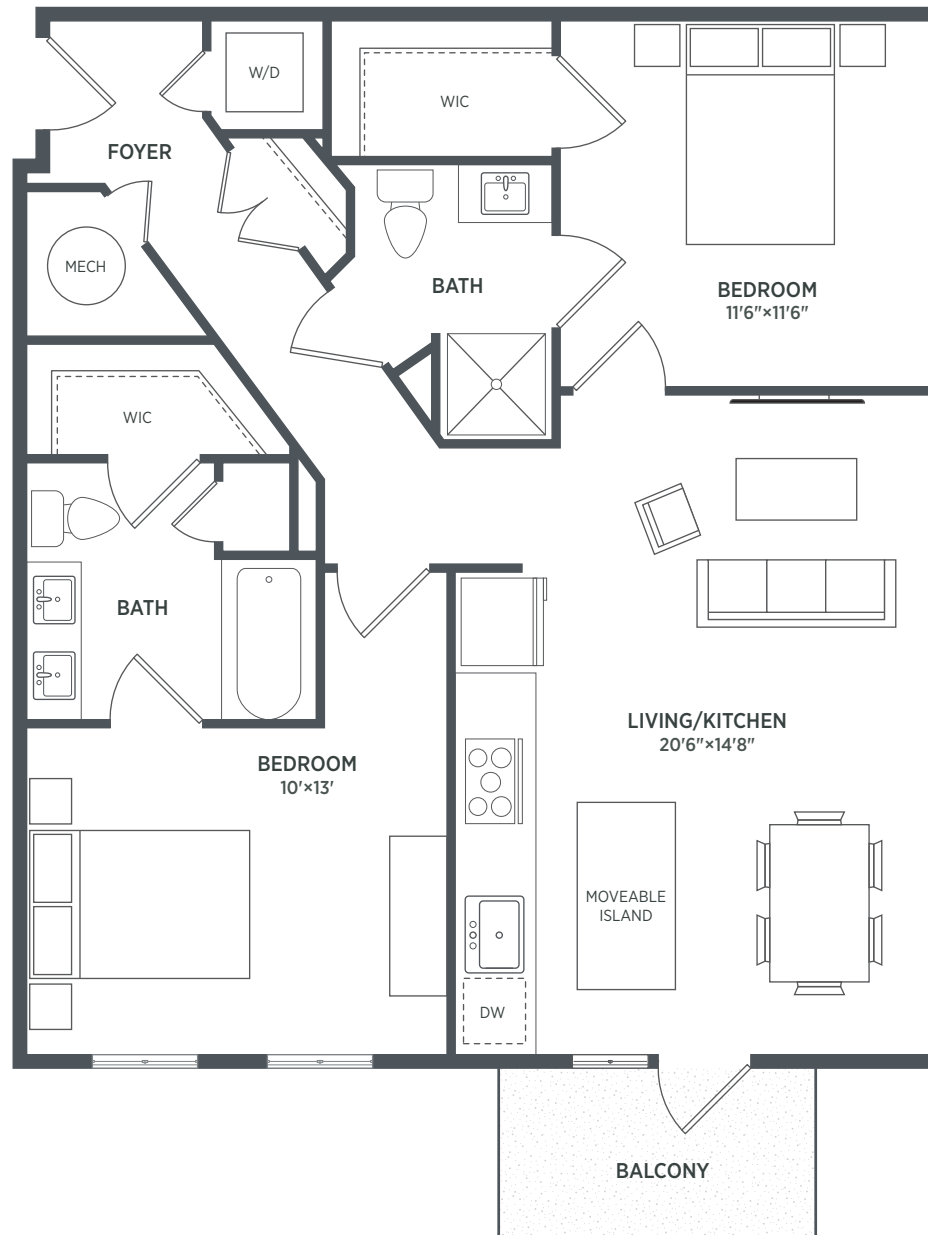 W/D
WIC
FOYER
MECH
BATH
BEDROOM
11'6"×11'6"
WIC
BATH
BEDROOM
10'×13'
LIVING/KITCHEN
20'6"×14'8"
MOVEABLE
ISLAND
DW
BALCONY